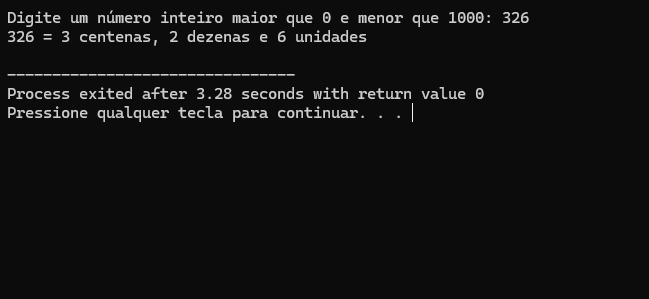 Digite um número inteiro maior que 0 e menor que 1000: 326
326 = 3 centenas, 2 dezenas e 6 unidades
--------------------------------
Process exited after 3.28 seconds with return value 0
Pressione qualquer tecla para continuar. . .